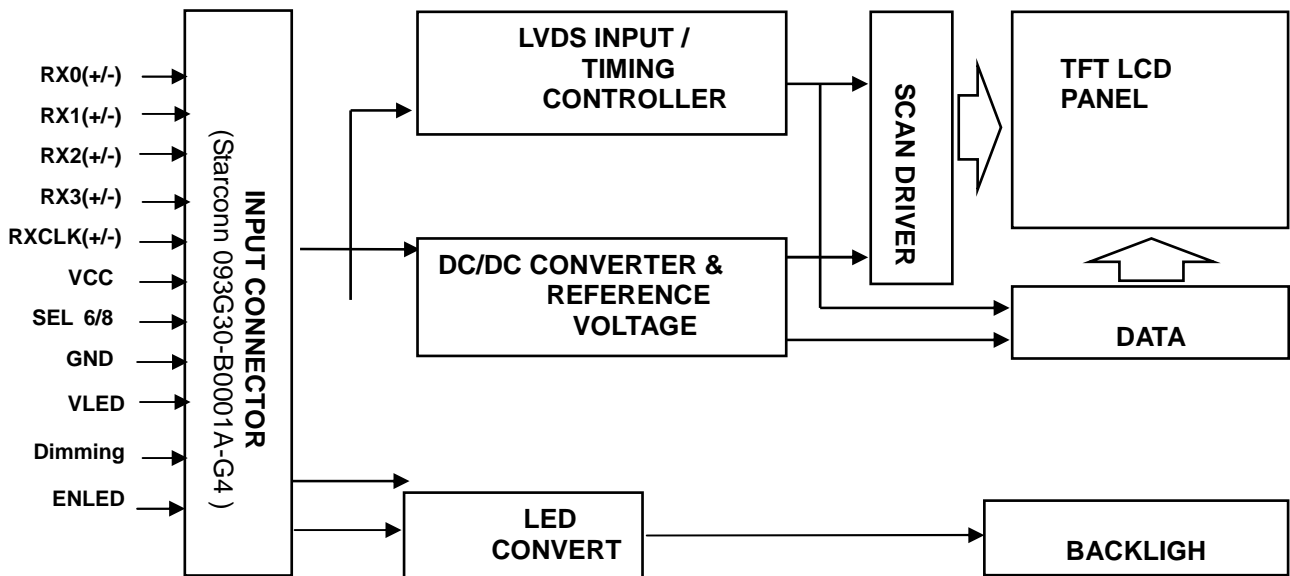 RX0(+/-)
RX1(+/-)
RX2(+/-)
RX3(+/-)
RXCLK(+/-)
VCC
SEL 6/8
GND
VLED
Dimming
ENLED
INPUT CONNECTOR
(Starconn 093G30-B0001A-G4 )
LVDS INPUT /
TIMING
CONTROLLER
DC/DC CONVERTER &
REFERENCE
VOLTAGE
LED
CONVERT
SCAN DRIVER
TFT LCD
PANEL
DATA
BACKLIGH